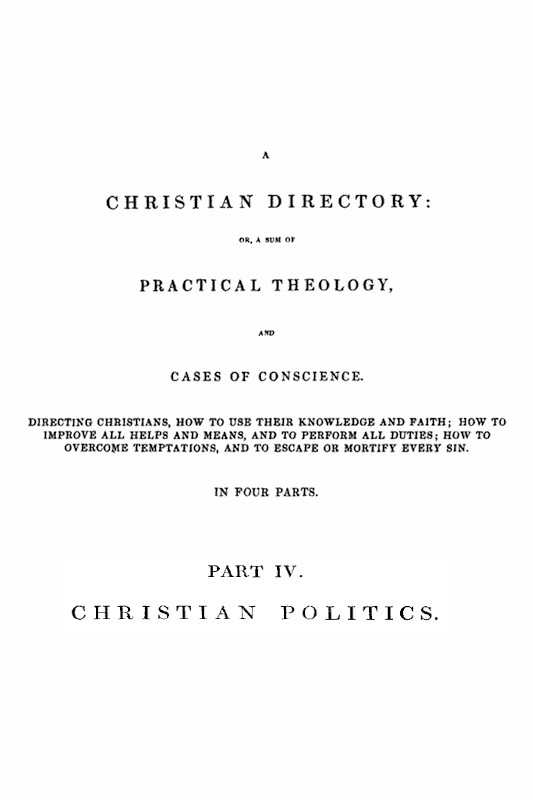 A
CHRISTIAN DIRECTORY:
OR, A SUM OF
PRACTICAL THEOLOGY,
AND
CASES OF CONSCIENCE.
DIRECTING CHRISTIANS, HOW TO USE THEIR KNOWLEDGE AND FAITH; HOW TO
IMPROVE ALL HELPS AND MEANS, AND TO PERFORM ALL DUTIES; HOW TO
OVERCOME TEMPTATIONS, AND TO ESCAPE OR MORTIFY EVERY SIN.
IN FOUR PARTS.
PART IV.
CHRISTIAN POLITICS.